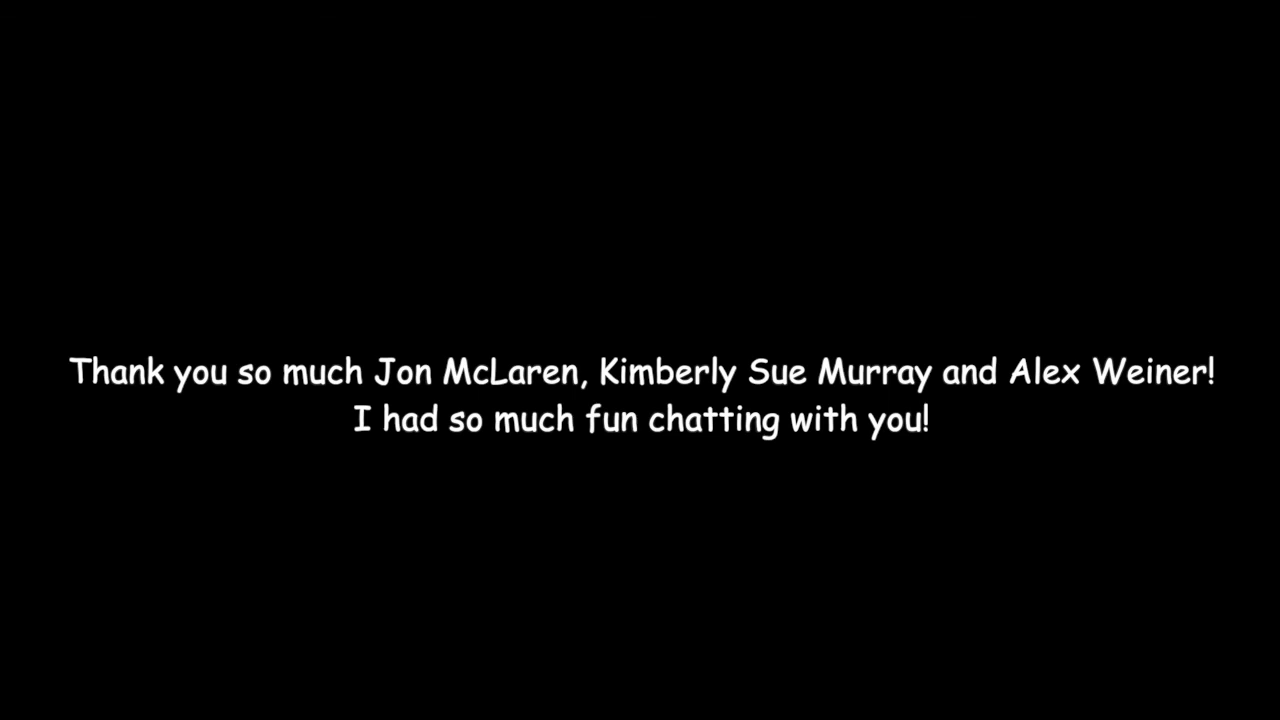 Thank you so much Jon McLaren, Kimberly Sue Murray and Alex Weiner!
I had so much fun chatting with you!